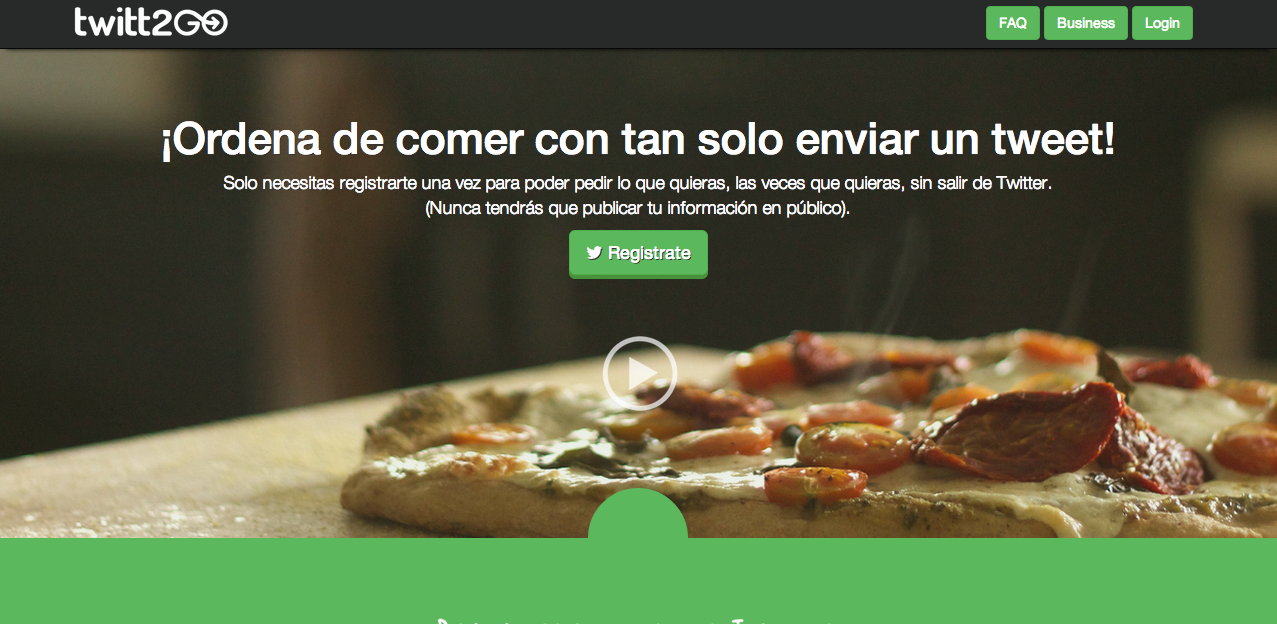 twitt2GO
FAQ
Business
Login
¡Ordena de comer con tan solo enviar un tweet!
Solo necesitas registrarte una vez para poder pedir lo que quieras, las veces que quieras, sin salir de Twitter.
(Nunca tendrás que publicar tu información en público).
Registrate